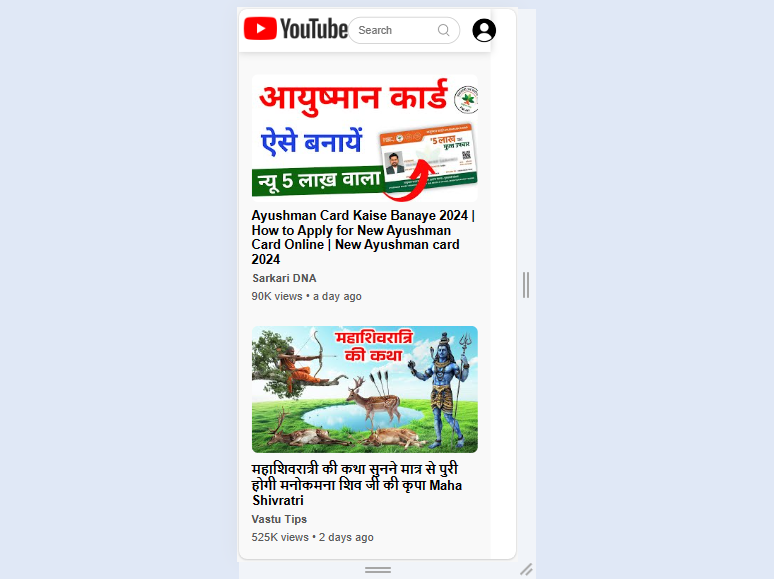 YouTube
Search
आयुष्मान कार्ड
ऐसे बनायें
5 लाख का
मुफ्त उपचार
न्यू 5 लाख़ वाला
Ayushman Card Kaise Banaye 2024 |
How to Apply for New Ayushman
Card Online | New Ayushman card
2024
Sarkari DNA
90K views • a day ago
महाशिवरात्रि
की कथा
महाशिवरात्री की कथा सुनने मात्र से पुरी
होगी मनोकमना शिव जी की कृपा Maha
Shivratri
Vastu Tips
525K views • 2 days ago